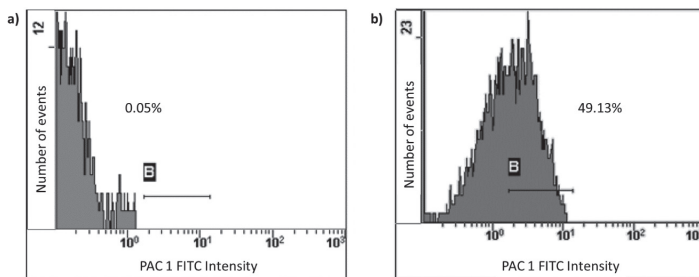 a)
12
Number of events
0.05%
B
10⁰ 10¹ 10² 10³
PAC 1 FITC Intensity
b)
23
Number of events
49.13%
B
10⁰ 10¹ 10²
PAC 1 FITC Intensity